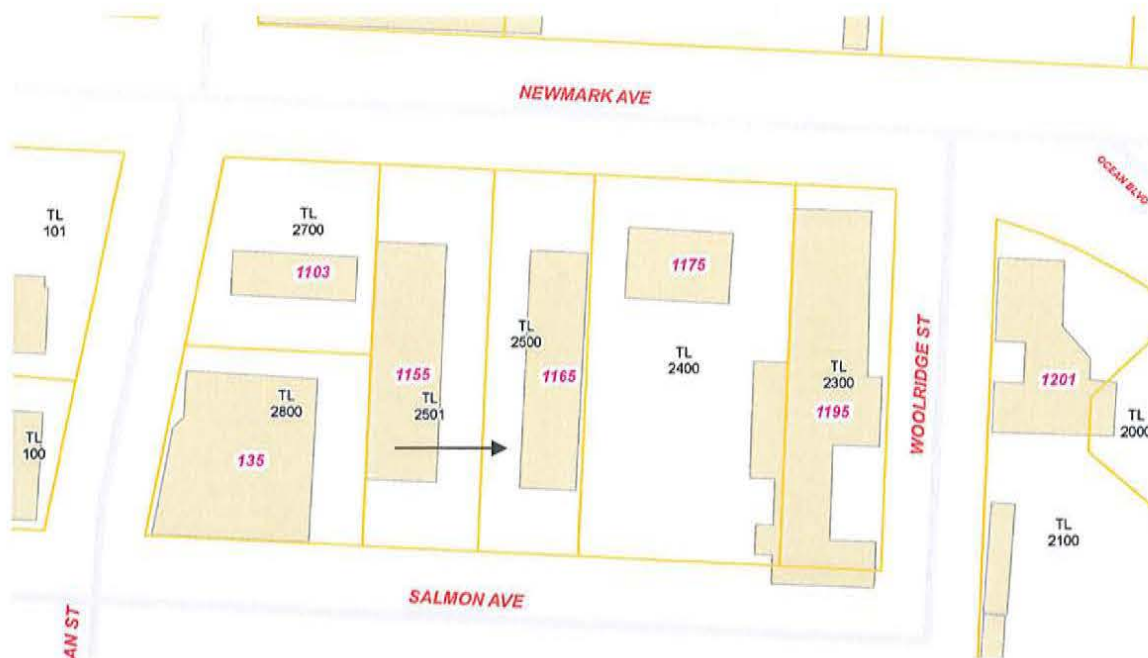 NEWMARK AVE
OCEAN BLVD
TL
101
TL
2700
1103
1175
TL
2500
1155
1165
TL
2400
TL
2300
1195
WOOLRIDGE ST
1201
TL
2501
TL
2800
TL
2000
135
TL
100
TL
2100
SALMON AVE
AN ST